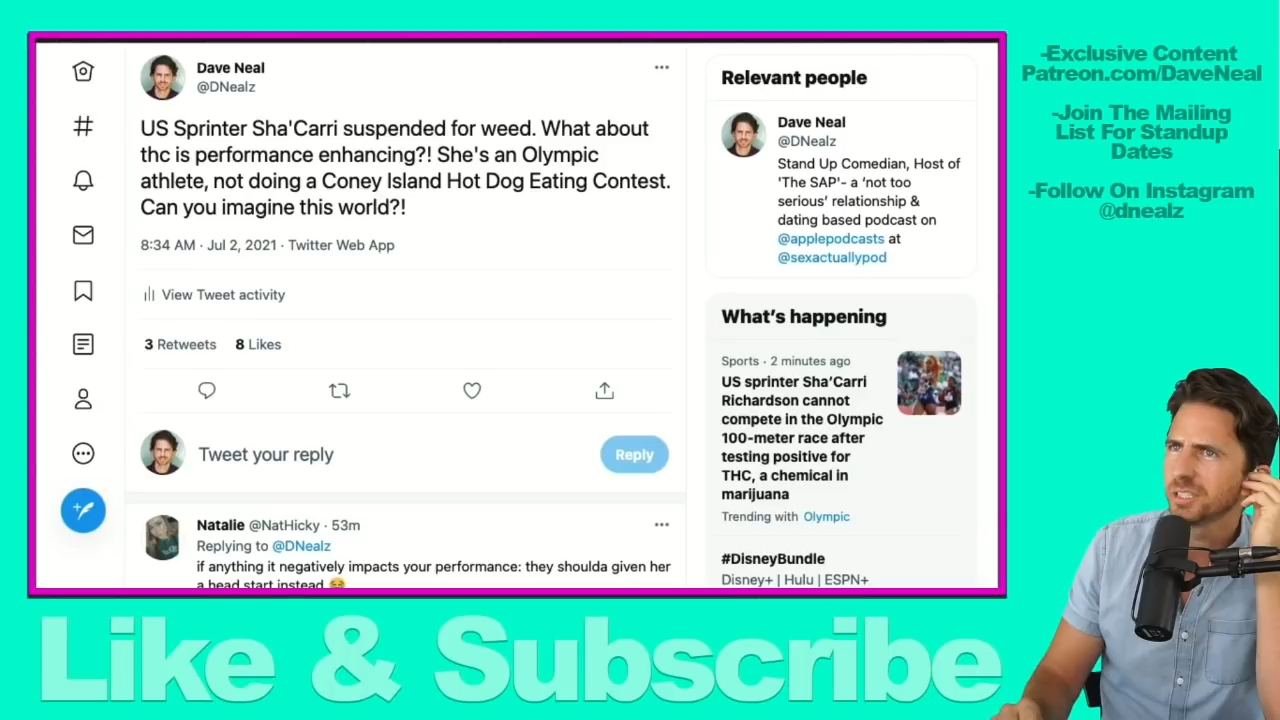 Dave Neal
@DNealz
US Sprinter Sha'Carri suspended for weed. What about
thc is performance enhancing?! She's an Olympic
athlete, not doing a Coney Island Hot Dog Eating Contest.
Can you imagine this world?!
8:34 AM · Jul 2, 2021 · Twitter Web App
View Tweet activity
3 Retweets 8 Likes
Tweet your reply
Reply
Natalie @NatHicky · 53m
Replying to @DNealz
if anything it negatively impacts your performance: they shoulda given her
a head start instead 😂
Relevant people
Dave Neal
@DNealz
Stand Up Comedian, Host of
'The SAP'- a ‘not too
serious’ relationship &
dating based podcast on
@applepodcasts at
@sexactuallypod
What’s happening
Sports · 2 minutes ago
US sprinter Sha’Carri
Richardson cannot
compete in the Olympic
100-meter race after
testing positive for
THC, a chemical in
marijuana
Trending with Olympic
#DisneyBundle
Disney+ | Hulu | ESPN+
-Exclusive Content
Patreon.com/DaveNeal
-Join The Mailing
List For Standup
Dates
-Follow On Instagram
@dnealz
Like & Subscribe